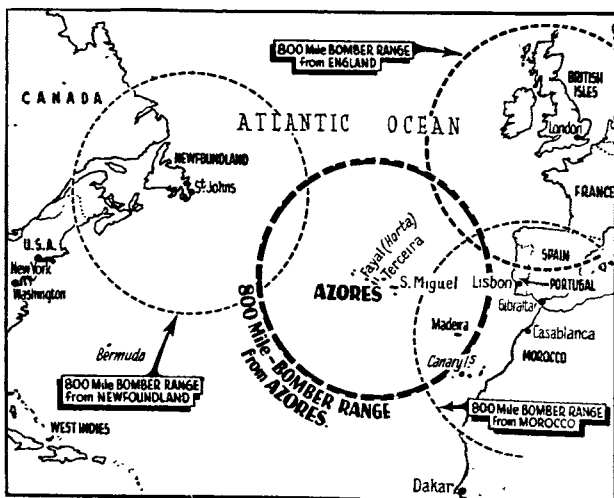 800 Mile BOMBER RANGE
from ENGLAND
BRITISH
ISLES
London
CANADA
ATLANTIC OCEAN
NEWFOUNDLAND
St. Johns
FRANCE
U.S.A.
New York
Washington
Fayal (Horta)
Terceira
S. Miguel
AZORES
SPAIN
Lisbon
PORTUGAL
Gibraltar
Madeira
Casablanca
MOROCCO
Canary Is
Bermuda
800 Mile-BOMBER RANGE
from AZORES.
800 Mile BOMBER RANGE
from NEWFOUNDLAND
800 Mile BOMBER RANGE
from MOROCCO
WEST INDIES
Dakar